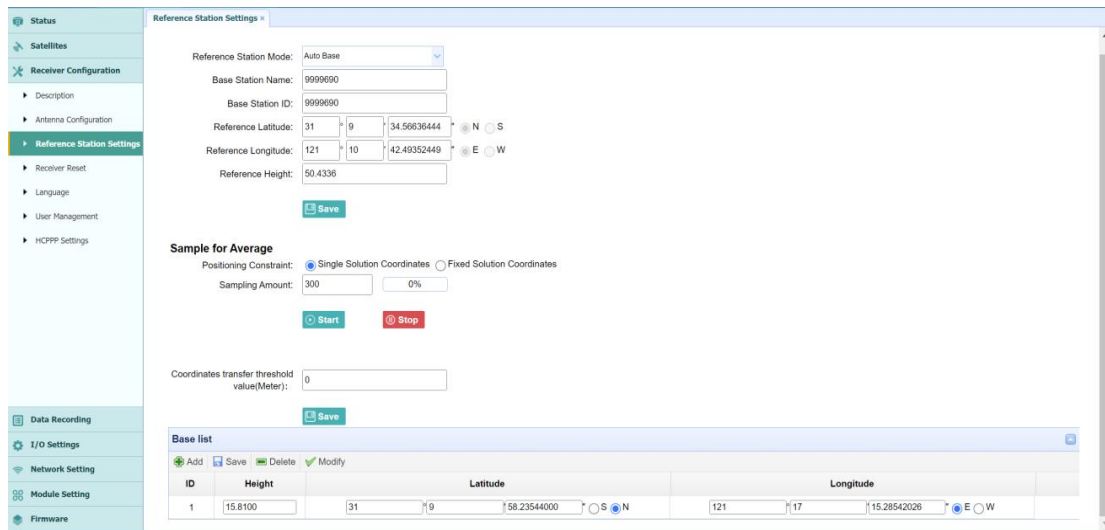 Status
Satellites
Receiver Configuration
Description
Antenna Configuration
Reference Station Settings
Receiver Reset
Language
User Management
HCPPP Settings
Data Recording
I/O Settings
Network Setting
Module Setting
Firmware
Reference Station Settings ×
Reference Station Mode: Auto Base
Base Station Name: 9999690
Base Station ID: 9999690
Reference Latitude: 31 ° 9 ' 34.56636444 " N S
Reference Longitude: 121 ° 10 ' 42.49352449 " E W
Reference Height: 50.4336
Save
Sample for Average
Positioning Constraint: Single Solution Coordinates Fixed Solution Coordinates
Sampling Amount: 300 0%
Start Stop
Coordinates transfer threshold
value(Meter): 0
Save
Base list
Add Save Delete Modify
ID Height Latitude Longitude
1 15.8100 31 ° 9 ' 58.23544000 " S N 121 ° 17 ' 15.28542026 " E W